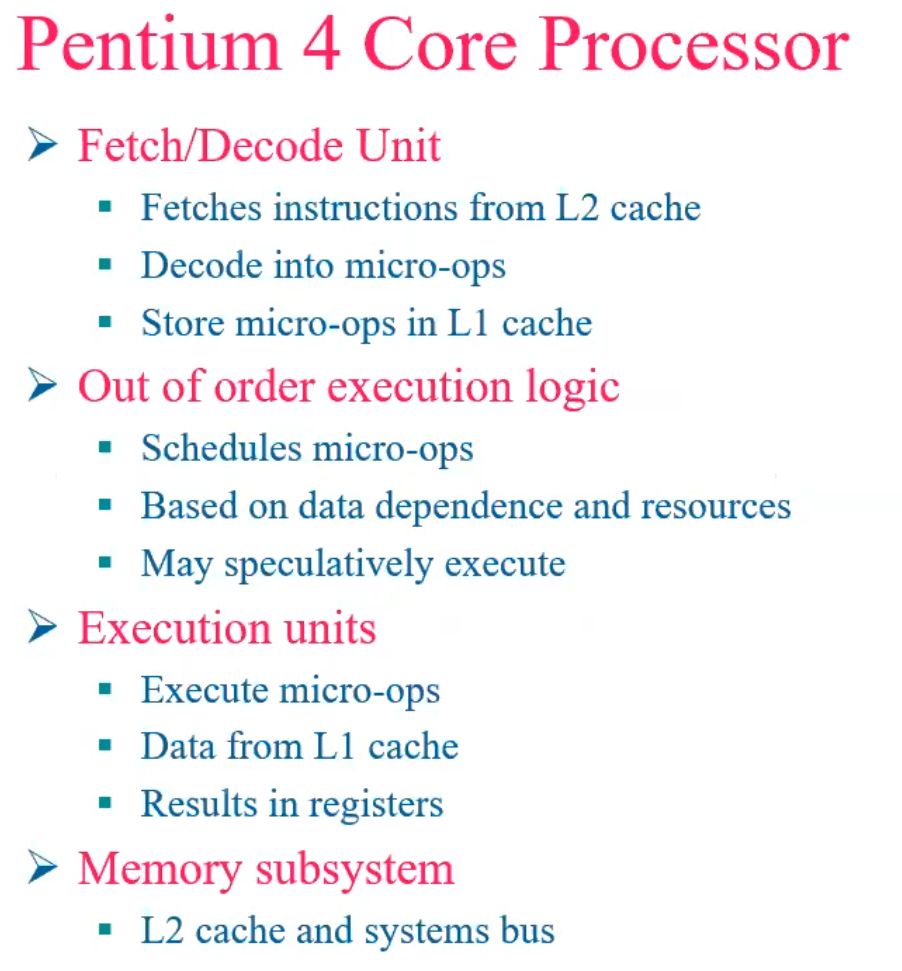 Pentium 4 Core Processor
Fetch/Decode Unit
Fetches instructions from L2 cache
Decode into micro-ops
Store micro-ops in L1 cache
Out of order execution logic
Schedules micro-ops
Based on data dependence and resources
May speculatively execute
Execution units
Execute micro-ops
Data from L1 cache
Results in registers
Memory subsystem
L2 cache and systems bus